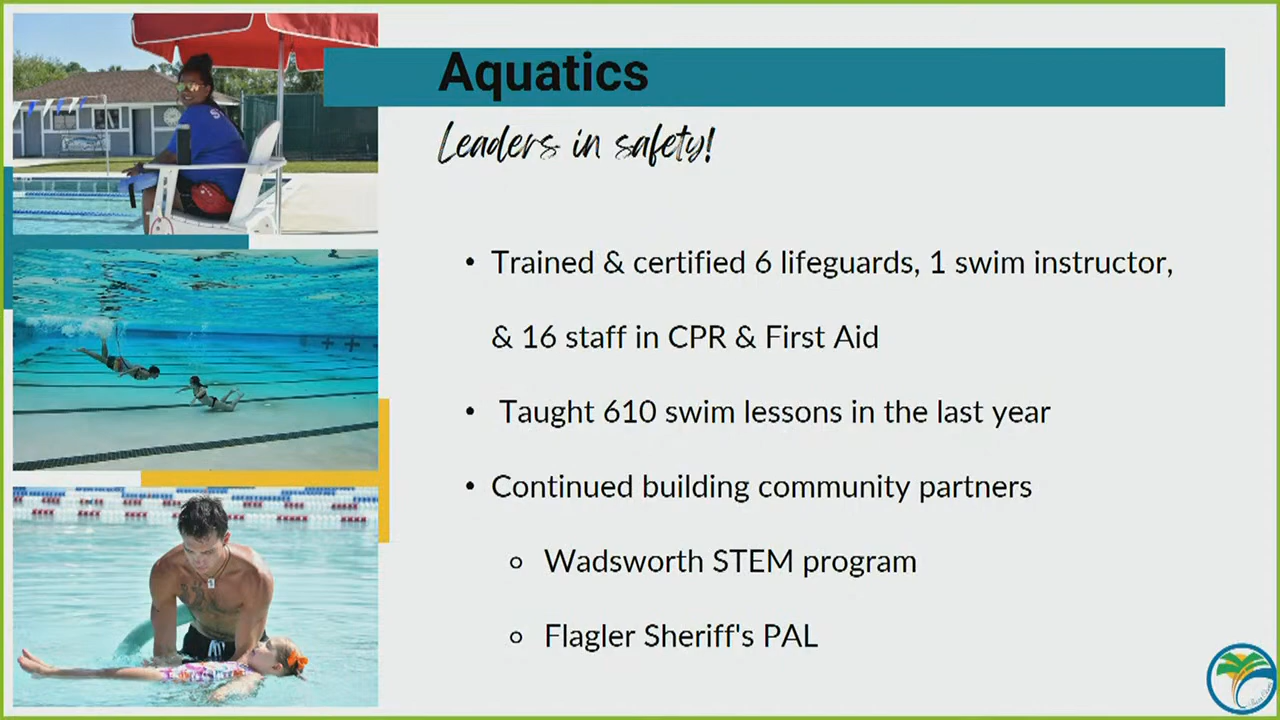 Aquatics
Leaders in safety!
• Trained & certified 6 lifeguards, 1 swim instructor,
& 16 staff in CPR & First Aid
• Taught 610 swim lessons in the last year
• Continued building community partners
o Wadsworth STEM program
o Flagler Sheriff's PAL